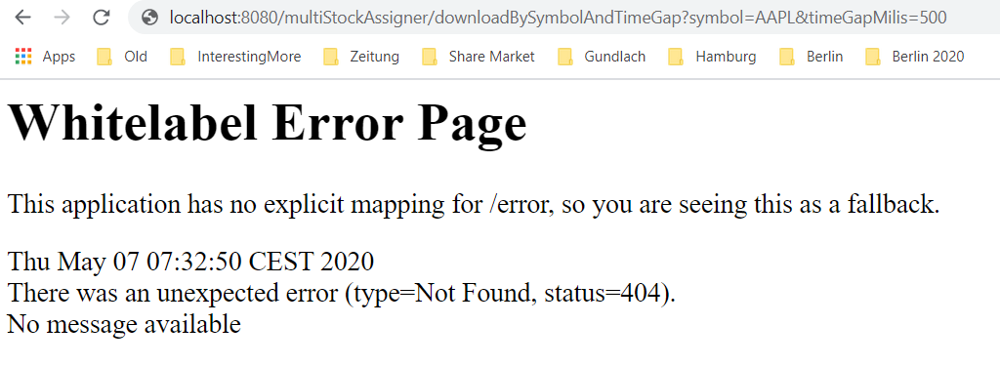 localhost:8080/multiStockAssigner/downloadBySymbolAndTimeGap?symbol=AAPL&timeGapMilis=500
Apps Old InterestingMore Zeitung Share Market Gundlach Hamburg Berlin Berlin 2020
Whitelabel Error Page
This application has no explicit mapping for /error, so you are seeing this as a fallback.
Thu May 07 07:32:50 CEST 2020
There was an unexpected error (type=Not Found, status=404).
No message available